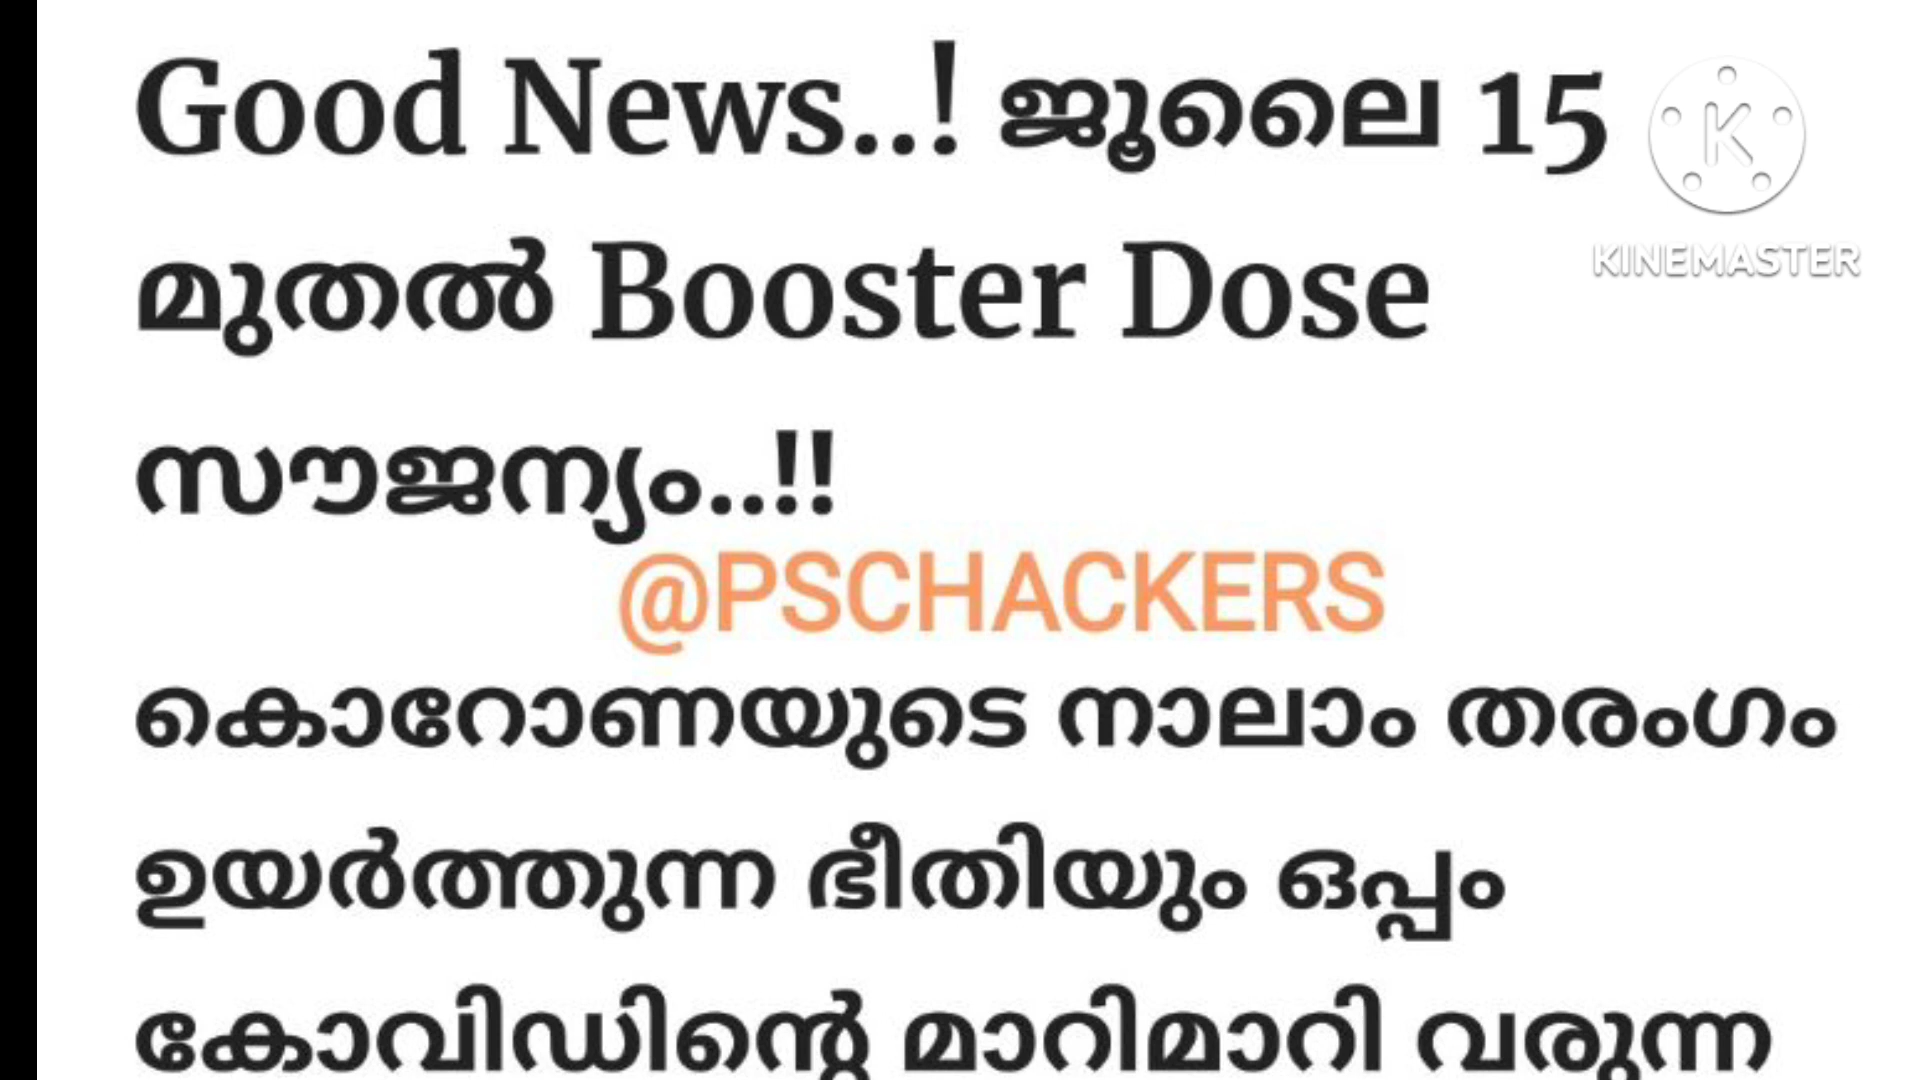 Good News..! ജൂലൈ 15
KINEMASTER
മുതൽ Booster Dose
സൗജന്യം..!!
@PSCHACKERS
കൊറോണയുടെ നാലാം തരംഗം
ഉയർത്തുന്ന ഭീതിയും ഒപ്പം
കോവിഡിന്റെ മാറിമാറി വരുന്ന